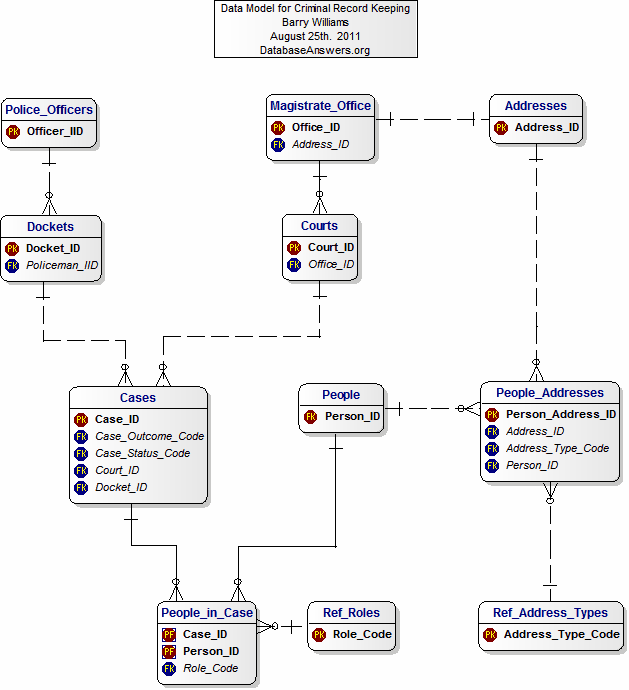 Data Model for Criminal Record Keeping
Barry Williams
August 25th. 2011
DatabaseAnswers.org
Police_Officers
PK Officer_IID
Magistrate_Office
PK Office_ID
FK Address_ID
Addresses
PK Address_ID
Dockets
PK Docket_ID
FK Policeman_IID
Courts
PK Court_ID
FK Office_ID
Cases
PK Case_ID
FK Case_Outcome_Code
FK Case_Status_Code
FK Court_ID
FK Docket_ID
People
FK Person_ID
People_Addresses
PK Person_Address_ID
FK Address_ID
FK Address_Type_Code
FK Person_ID
People_in_Case
PF Case_ID
PF Person_ID
FK Role_Code
Ref_Roles
PK Role_Code
Ref_Address_Types
PK Address_Type_Code